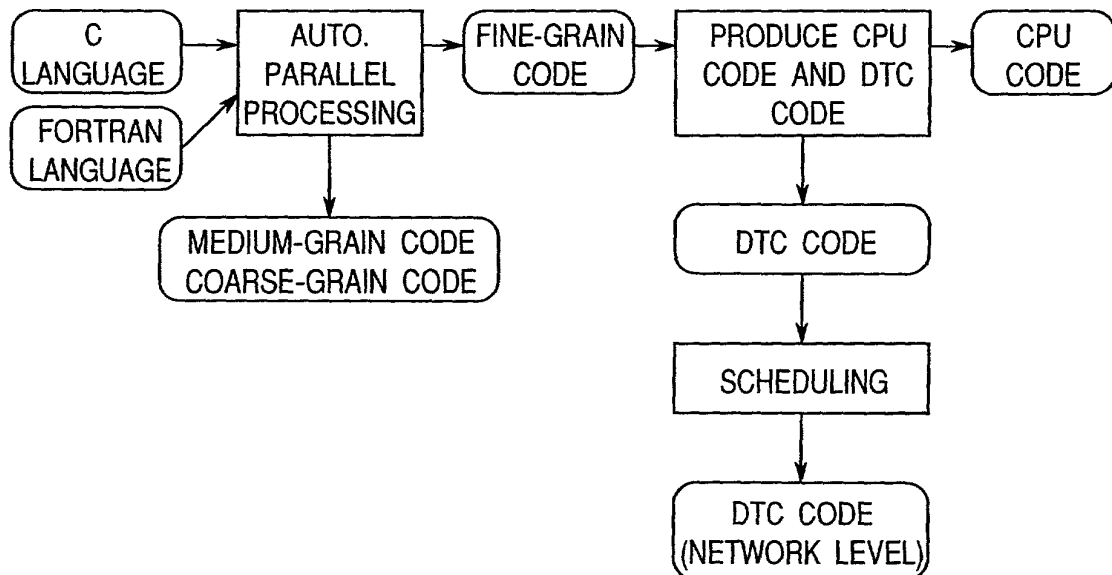 C
LANGUAGE
FORTRAN
LANGUAGE
AUTO.
PARALLEL
PROCESSING
MEDIUM-GRAIN CODE
COARSE-GRAIN CODE
FINE-GRAIN
CODE
PRODUCE CPU
CODE AND DTC
CODE
CPU
CODE
DTC CODE
SCHEDULING
DTC CODE
(NETWORK LEVEL)